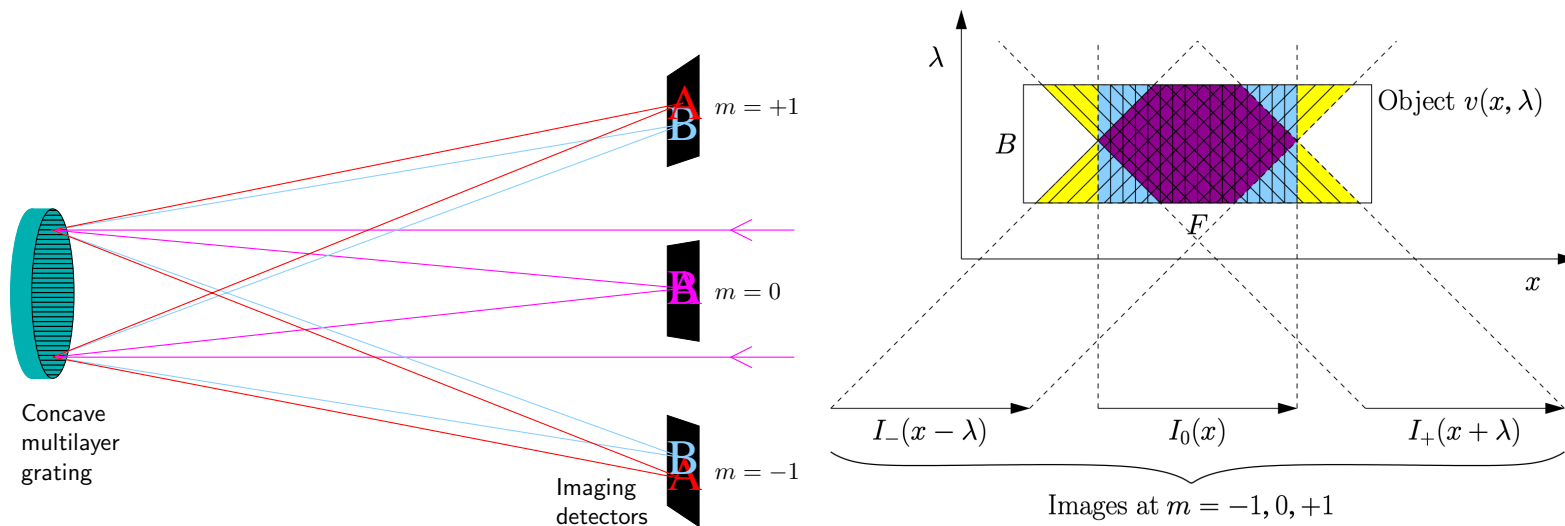 A
B
m = +1
B
A
m = 0
B
A
m = −1
Concave
multilayer
grating
Imaging
detectors
λ
Object v(x, λ)
B
F
x
I₋(x − λ)
I₀(x)
I₊(x + λ)
Images at m = −1, 0, +1